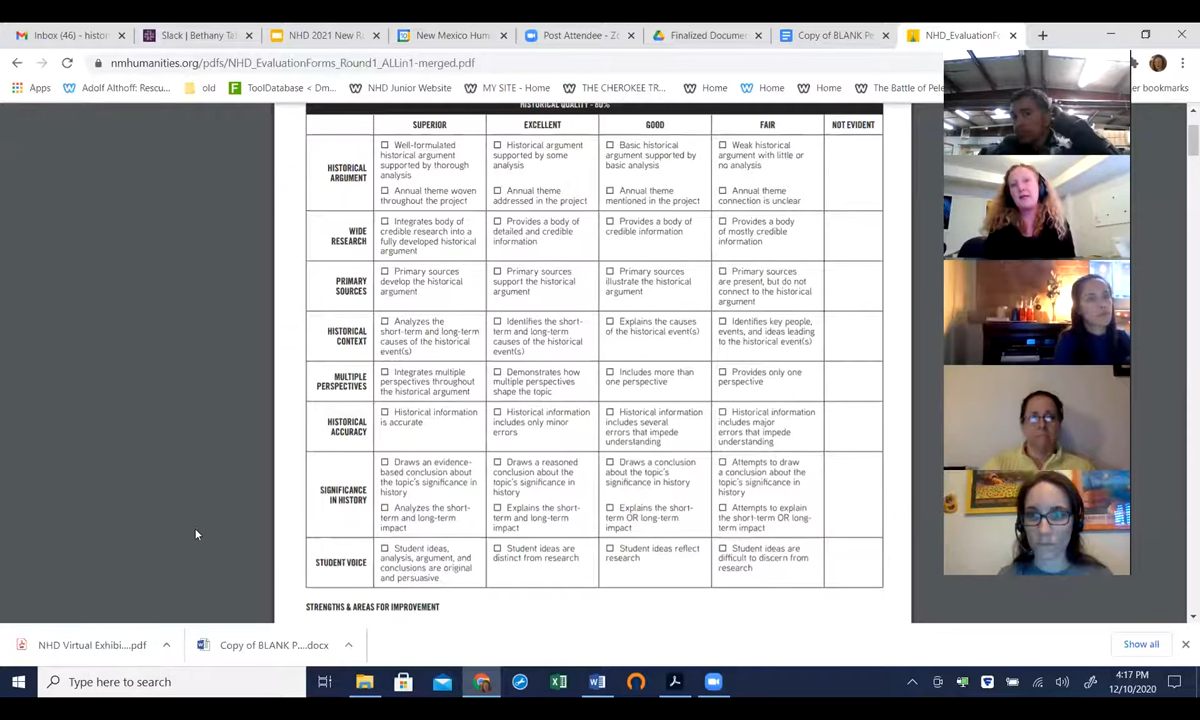 Inbox (46) - histor
Slack | Bethany Ta
NHD 2021 New R
New Mexico Hum
Post Attendee - Zo
Finalized Documer
Copy of BLANK Pe
NHD_EvaluationFo
nmhumanities.org/pdfs/NHD_EvaluationForms_Round1_ALLin1-merged.pdf
Apps
Adolf Althoff: Rescu...
old
ToolDatabase < Dm...
NHD Junior Website
MY SITE - Home
THE CHEROKEE TR...
Home
Home
Home
The Battle of Pele
er bookmarks
HISTORICAL QUALITY - 80%
SUPERIOR
EXCELLENT
GOOD
FAIR
NOT EVIDENT
HISTORICAL
ARGUMENT
Well-formulated
historical argument
supported by thorough
analysis
Annual theme woven
throughout the project
Historical argument
supported by some
analysis
Annual theme
addressed in the project
Basic historical
argument supported by
basic analysis
Annual theme
mentioned in the project
Weak historical
argument with little or
no analysis
Annual theme
connection is unclear
WIDE
RESEARCH
Integrates body of
credible research into a
fully developed historical
argument
Provides a body of
detailed and credible
information
Provides a body of
credible information
Provides a body
of mostly credible
information
PRIMARY
SOURCES
Primary sources
develop the historical
argument
Primary sources
support the historical
argument
Primary sources
illustrate the historical
argument
Primary sources
are present, but do not
connect to the historical
argument
HISTORICAL
CONTEXT
Analyzes the
short-term and long-term
causes of the historical
event(s)
Identifies the short-
term and long-term
causes of the historical
event(s)
Explains the causes
of the historical event(s)
Identifies key people,
events, and ideas leading
to the historical event(s)
MULTIPLE
PERSPECTIVES
Integrates multiple
perspectives throughout
the historical argument
Demonstrates how
multiple perspectives
shape the topic
Includes more than
one perspective
Provides only one
perspective
HISTORICAL
ACCURACY
Historical information
is accurate
Historical information
includes only minor
errors
Historical information
includes several
errors that impede
understanding
Historical information
includes major
errors that impede
understanding
SIGNIFICANCE
IN HISTORY
Draws an evidence-
based conclusion about
the topic's significance in
history
Analyzes the short-
term and long-term
impact
Draws a reasoned
conclusion about the
topic's significance in
history
Explains the short-
term and long-term
impact
Draws a conclusion
about the topic's
significance in history
Explains the short-
term OR long-term
impact
Attempts to draw
a conclusion about the
topic's significance in
history
Attempts to explain
the short-term OR long-
term impact
STUDENT VOICE
Student ideas,
analysis, argument, and
conclusions are original
and persuasive
Student ideas are
distinct from research
Student ideas reflect
research
Student ideas are
difficult to discern from
research
STRENGTHS & AREAS FOR IMPROVEMENT
NHD Virtual Exhibi....pdf
Copy of BLANK P....docx
Show all
Type here to search
4:17 PM
12/10/2020